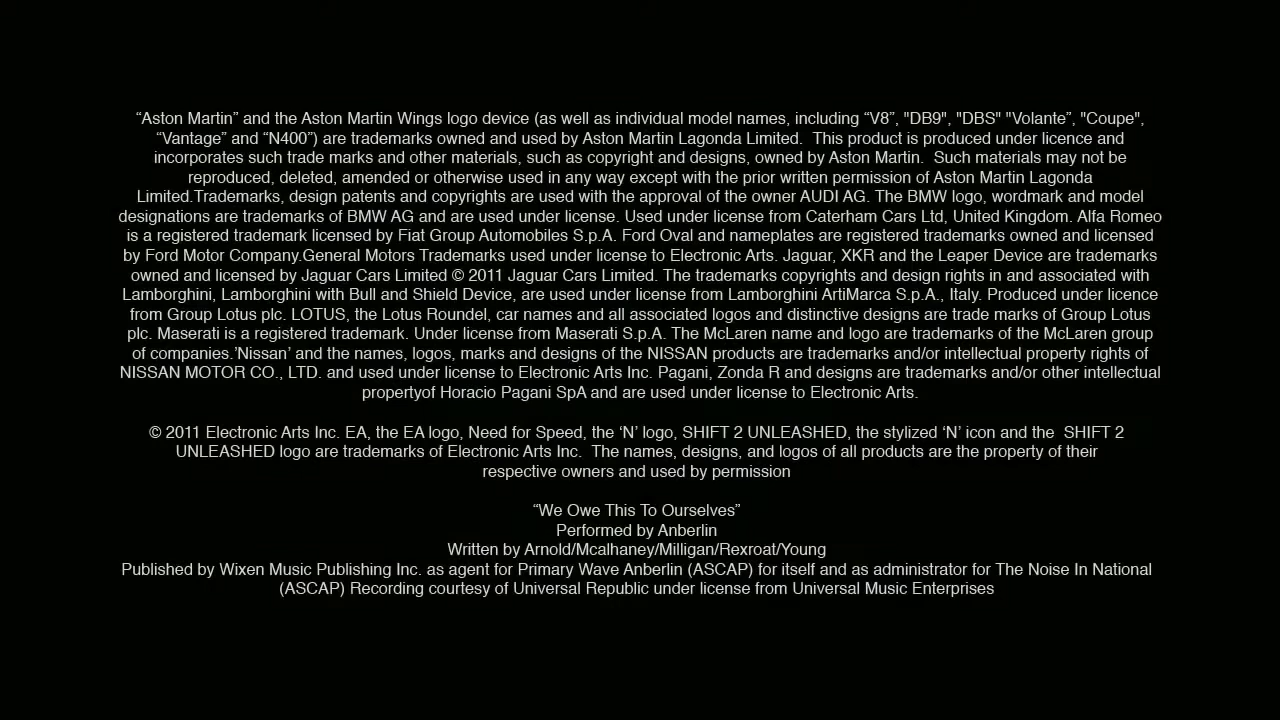 “Aston Martin” and the Aston Martin Wings logo device (as well as individual model names, including “V8”, "DB9", "DBS" "Volante”, "Coupe",
“Vantage” and “N400”) are trademarks owned and used by Aston Martin Lagonda Limited.  This product is produced under licence and
incorporates such trade marks and other materials, such as copyright and designs, owned by Aston Martin.  Such materials may not be
reproduced, deleted, amended or otherwise used in any way except with the prior written permission of Aston Martin Lagonda
Limited.Trademarks, design patents and copyrights are used with the approval of the owner AUDI AG. The BMW logo, wordmark and model
designations are trademarks of BMW AG and are used under license. Used under license from Caterham Cars Ltd, United Kingdom. Alfa Romeo
is a registered trademark licensed by Fiat Group Automobiles S.p.A. Ford Oval and nameplates are registered trademarks owned and licensed
by Ford Motor Company.General Motors Trademarks used under license to Electronic Arts. Jaguar, XKR and the Leaper Device are trademarks
owned and licensed by Jaguar Cars Limited © 2011 Jaguar Cars Limited. The trademarks copyrights and design rights in and associated with
Lamborghini, Lamborghini with Bull and Shield Device, are used under license from Lamborghini ArtiMarca S.p.A., Italy. Produced under licence
from Group Lotus plc. LOTUS, the Lotus Roundel, car names and all associated logos and distinctive designs are trade marks of Group Lotus
plc. Maserati is a registered trademark. Under license from Maserati S.p.A. The McLaren name and logo are trademarks of the McLaren group
of companies.’Nissan’ and the names, logos, marks and designs of the NISSAN products are trademarks and/or intellectual property rights of
NISSAN MOTOR CO., LTD. and used under license to Electronic Arts Inc. Pagani, Zonda R and designs are trademarks and/or other intellectual
propertyof Horacio Pagani SpA and are used under license to Electronic Arts.
© 2011 Electronic Arts Inc. EA, the EA logo, Need for Speed, the ‘N’ logo, SHIFT 2 UNLEASHED, the stylized ‘N’ icon and the  SHIFT 2
UNLEASHED logo are trademarks of Electronic Arts Inc.  The names, designs, and logos of all products are the property of their
respective owners and used by permission
“We Owe This To Ourselves”
Performed by Anberlin
Written by Arnold/Mcalhaney/Milligan/Rexroat/Young
Published by Wixen Music Publishing Inc. as agent for Primary Wave Anberlin (ASCAP) for itself and as administrator for The Noise In National
(ASCAP) Recording courtesy of Universal Republic under license from Universal Music Enterprises